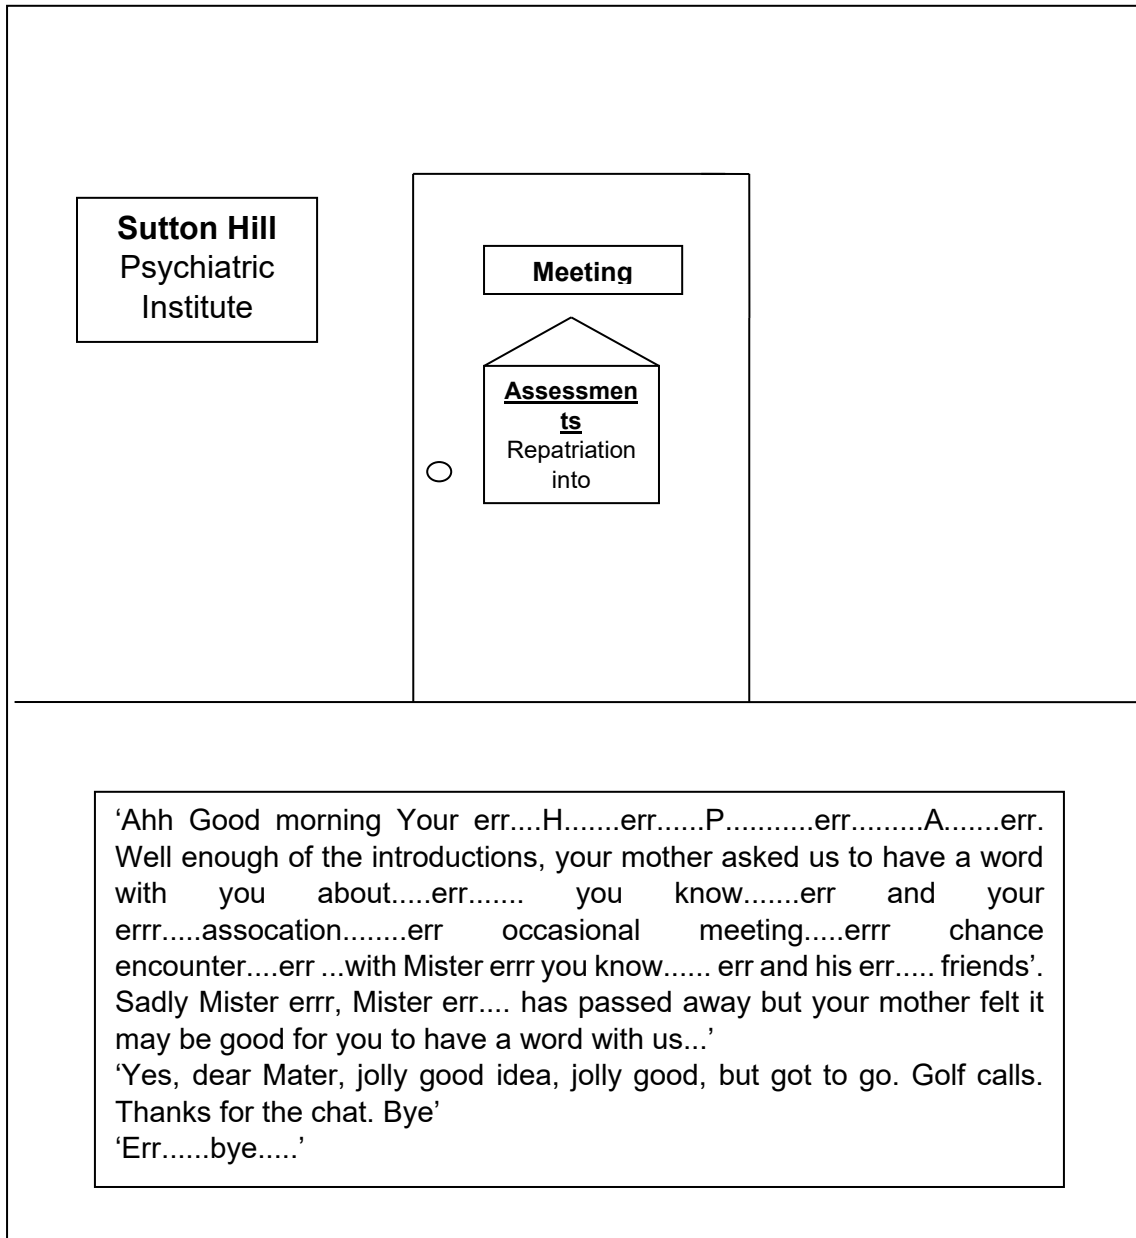 Sutton Hill
Psychiatric
Institute
Meeting
Assessmen
ts
Repatriation
into
‘Ahh Good morning Your err....H.......err......P...........err.........A.......err.
Well enough of the introductions, your mother asked us to have a word
with you about.....err....... you know.......err and your
errr.....assocation........err occasional meeting.....errr chance
encounter....err ...with Mister errr you know...... err and his err..... friends’.
Sadly Mister errr, Mister err.... has passed away but your mother felt it
may be good for you to have a word with us...’
‘Yes, dear Mater, jolly good idea, jolly good, but got to go. Golf calls.
Thanks for the chat. Bye’
‘Err......bye.....’